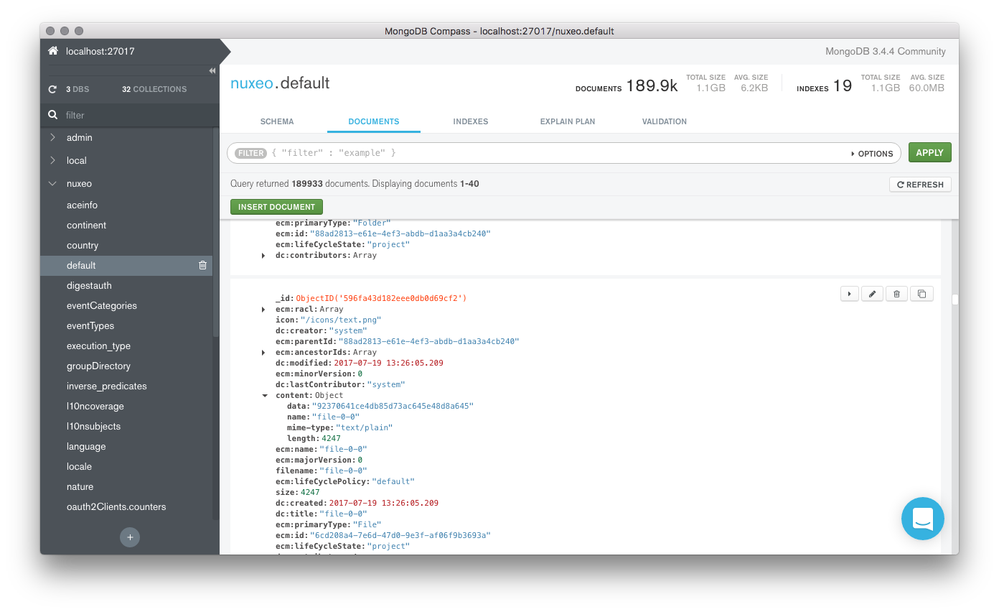 MongoDB Compass - localhost:27017/nuxeo.default
localhost:27017
MongoDB 3.4.4 Community
3 DBS 32 COLLECTIONS
filter
admin
local
nuxeo
aceinfo
continent
country
default
digestauth
eventCategories
eventTypes
execution_type
groupDirectory
inverse_predicates
l10ncoverage
l10nsubjects
language
locale
nature
oauth2Clients.counters
+
nuxeo.default
DOCUMENTS 189.9k TOTAL SIZE 1.1GB AVG. SIZE 6.2KB INDEXES 19 TOTAL SIZE 1.1GB AVG. SIZE 60.0MB
SCHEMA DOCUMENTS INDEXES EXPLAIN PLAN VALIDATION
FILTER { "filter" : "example" } OPTIONS APPLY
Query returned 189933 documents. Displaying documents 1-40 REFRESH
INSERT DOCUMENT
ecm:primaryType: "Folder"
ecm:id: "88ad2813-e61e-4ef3-abdb-d1aa3a4cb240"
ecm:lifeCycleState: "project"
dc:contributors: Array
_id: ObjectID('596fa43d182eee0db0d69cf2')
ecm:racl: Array
icon: "/icons/text.png"
dc:creator: "system"
ecm:parentId: "88ad2813-e61e-4ef3-abdb-d1aa3a4cb240"
ecm:ancestorIds: Array
dc:modified: 2017-07-19 13:26:05.209
ecm:minorVersion: 0
dc:lastContributor: "system"
content: Object
data: "92370641ce4db85d73ac645e48d8a645"
name: "file-0-0"
mime-type: "text/plain"
length: 4247
ecm:name: "file-0-0"
ecm:majorVersion: 0
filename: "file-0-0"
ecm:lifeCyclePolicy: "default"
size: 4247
dc:created: 2017-07-19 13:26:05.209
dc:title: "file-0-0"
ecm:primaryType: "File"
ecm:id: "6cd208a4-7e6d-47d0-9e3f-af06f9b3693a"
ecm:lifeCycleState: "project"